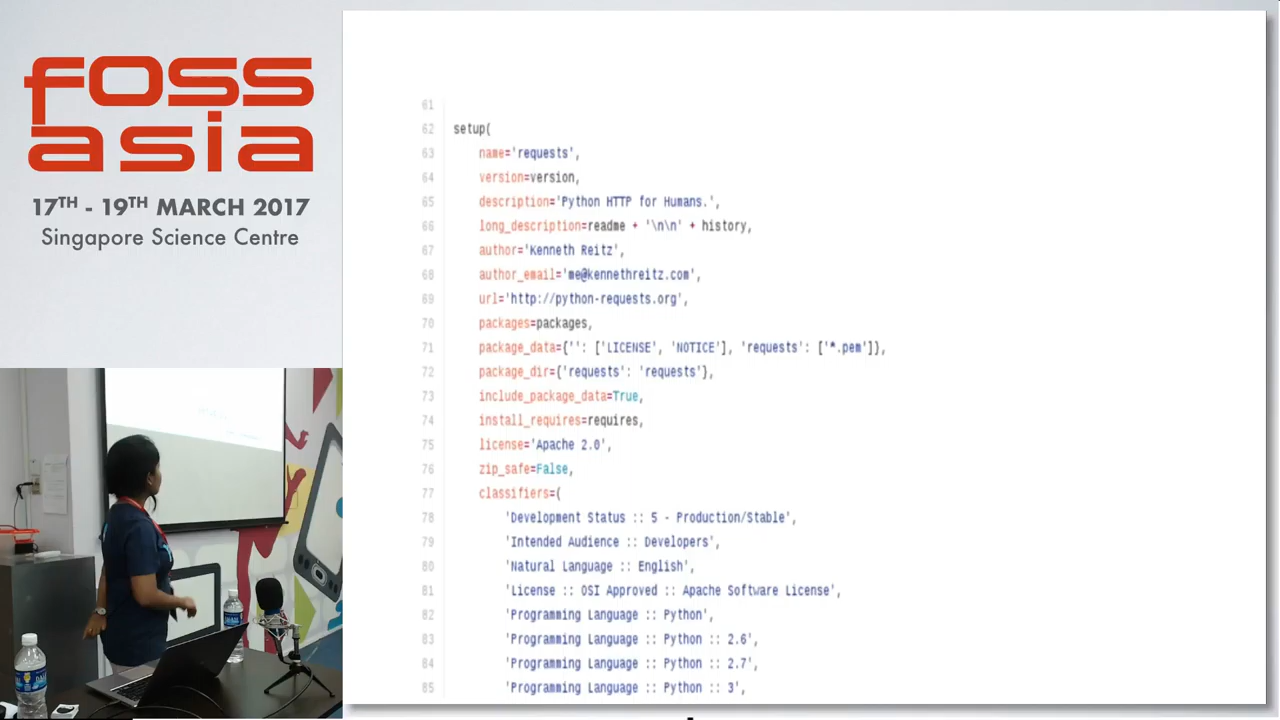 foss
asia
17TH - 19TH MARCH 2017
Singapore Science Centre
61
62 setup(
63 name='requests',
64 version=version,
65 description='Python HTTP for Humans.',
66 long_description=readme + '\n\n' + history,
67 author='Kenneth Reitz',
68 author_email='me@kennethreitz.com',
69 url='http://python-requests.org',
70 packages=packages,
71 package_data={'': ['LICENSE', 'NOTICE'], 'requests': ['*.pem']},
72 package_dir={'requests': 'requests'},
73 include_package_data=True,
74 install_requires=requires,
75 license='Apache 2.0',
76 zip_safe=False,
77 classifiers=(
78 'Development Status :: 5 - Production/Stable',
79 'Intended Audience :: Developers',
80 'Natural Language :: English',
81 'License :: OSI Approved :: Apache Software License',
82 'Programming Language :: Python',
83 'Programming Language :: Python :: 2.6',
84 'Programming Language :: Python :: 2.7',
85 'Programming Language :: Python :: 3',